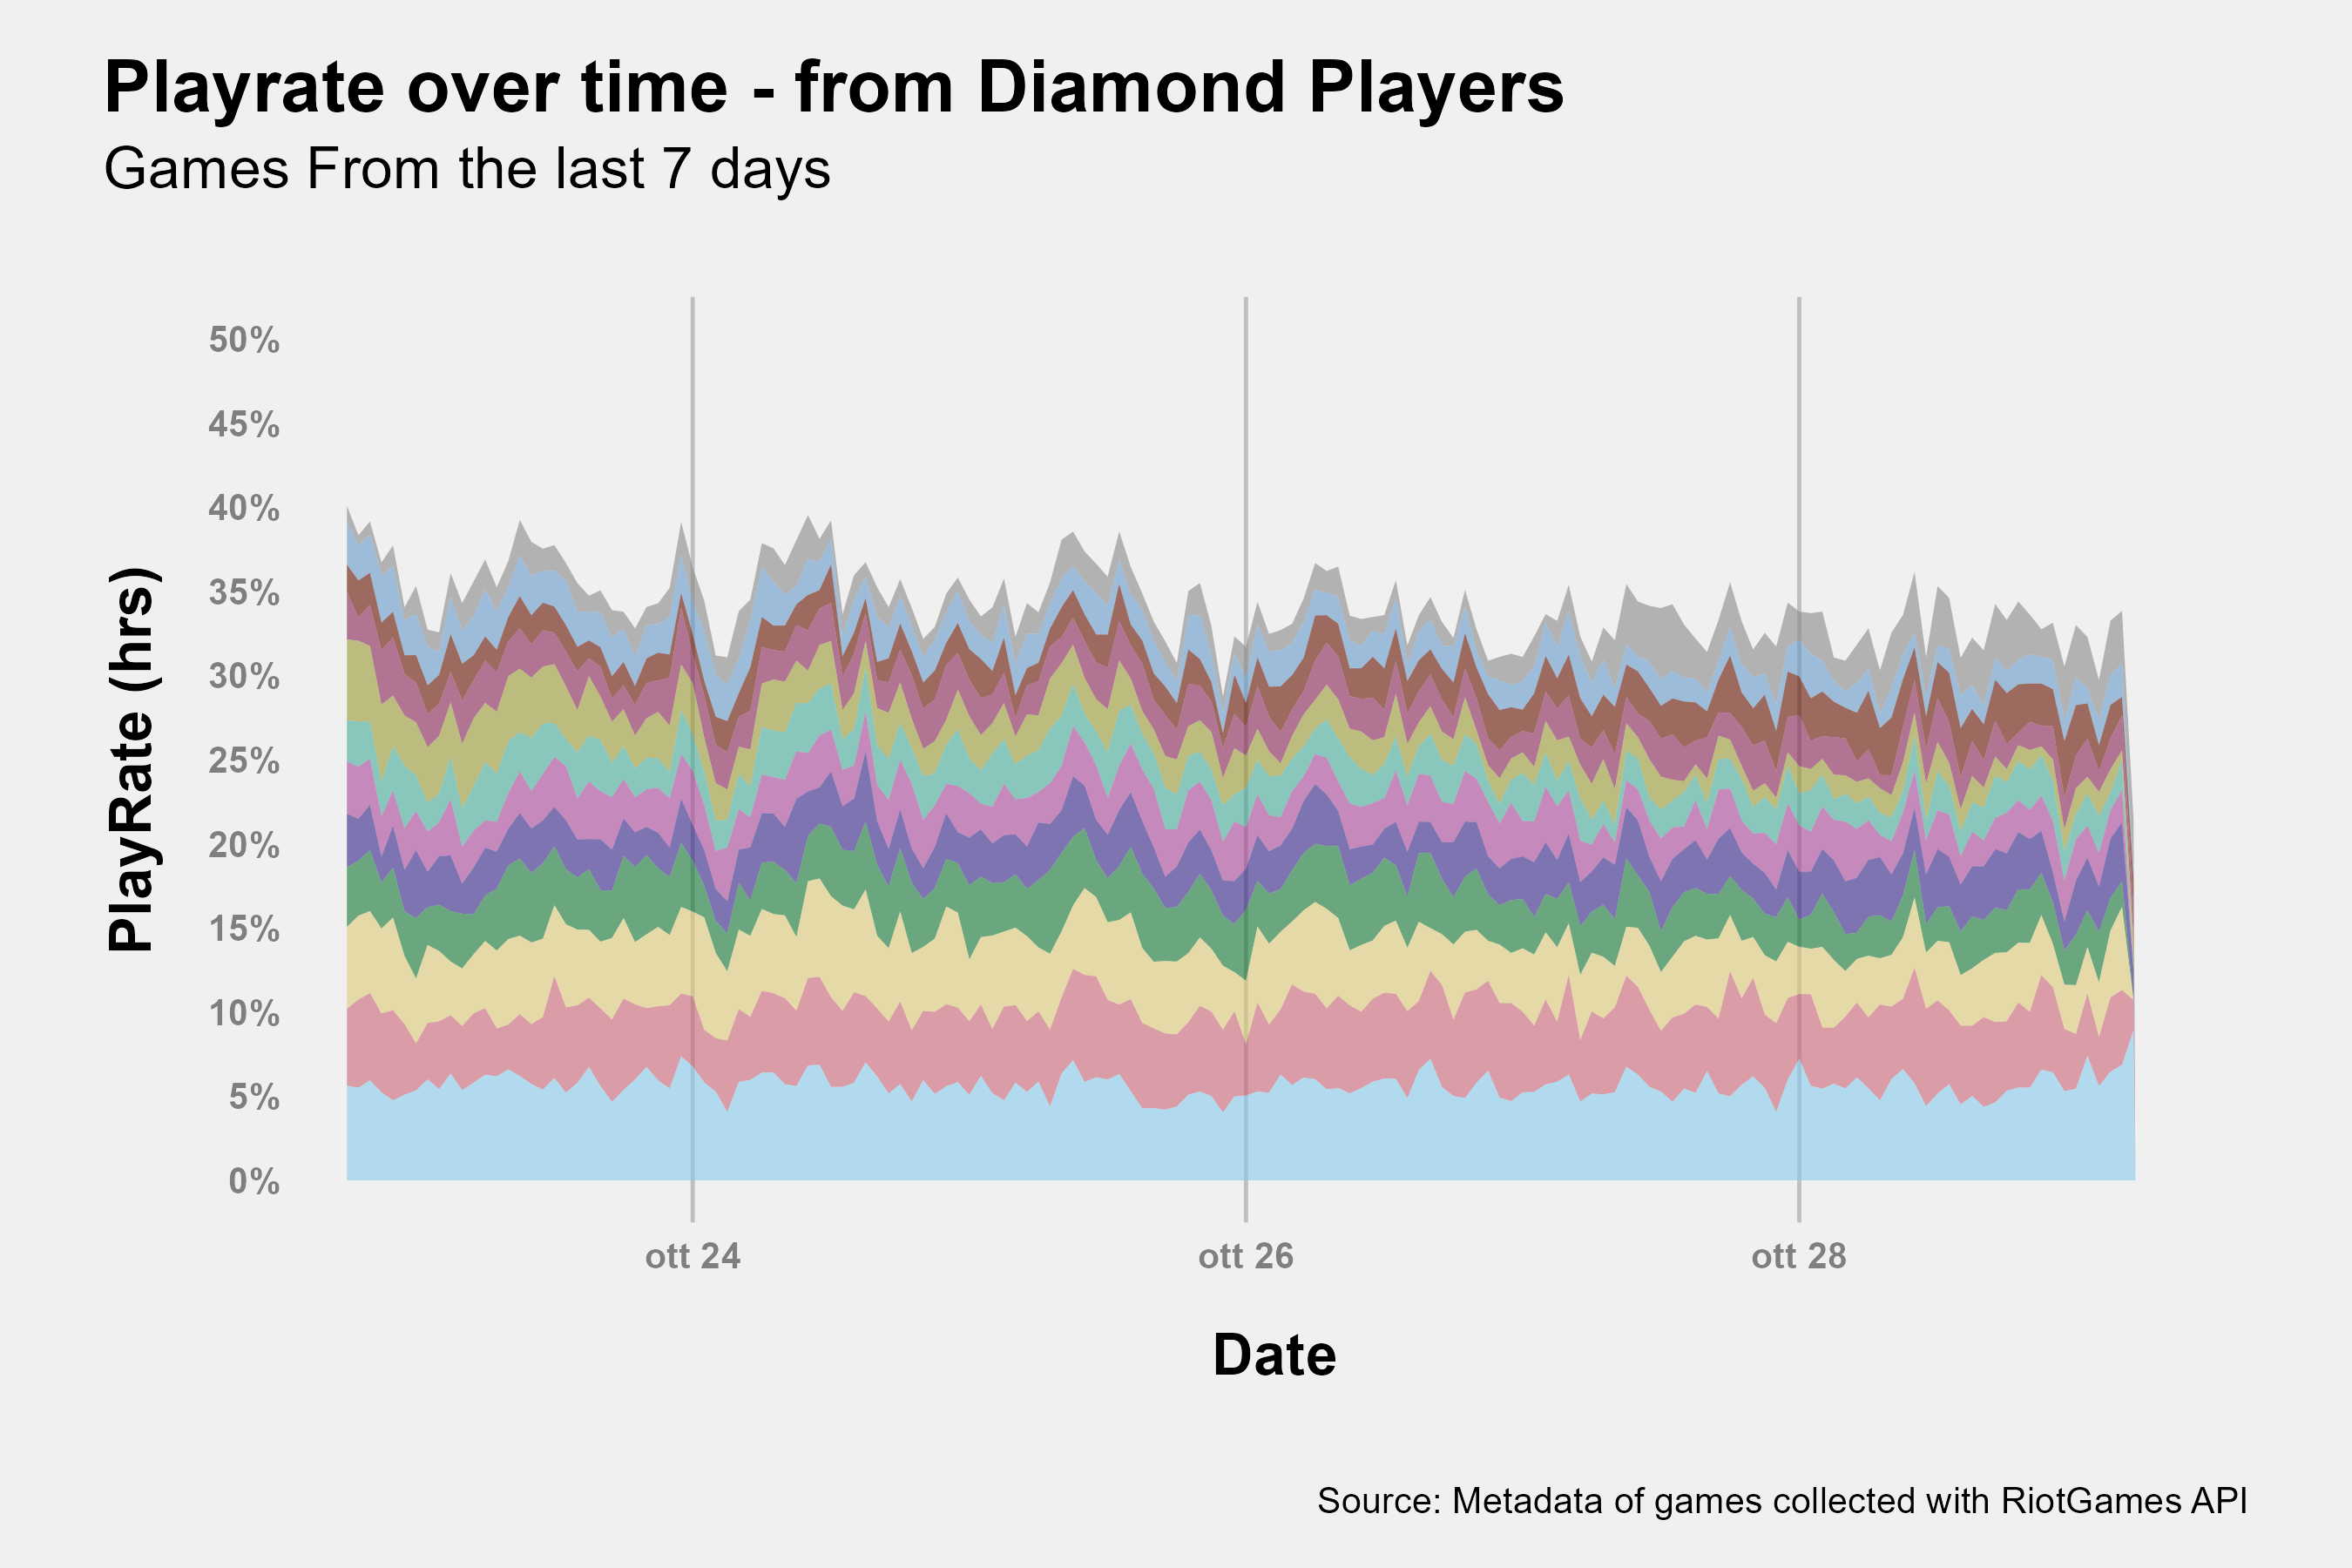 Playrate over time - from Diamond Players
Games From the last 7 days
50%
45%
40%
35%
30%
25%
20%
15%
10%
5%
0%
PlayRate (hrs)
ott 24
ott 26
ott 28
Date
Source: Metadata of games collected with RiotGames API